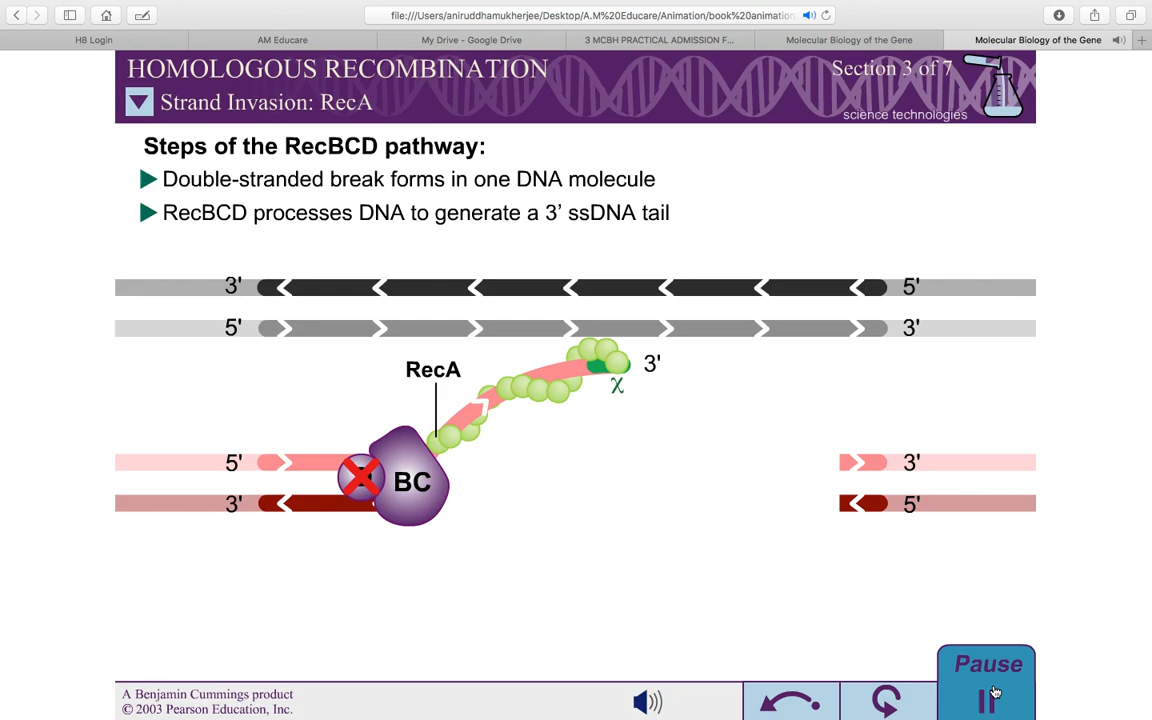 file:///Users/aniruddhamukherjee/Desktop/A.M%20Educare/Animation/book%20animation
H8 Login
AM Educare
My Drive - Google Drive
3 MCBH PRACTICAL ADMISSION F...
Molecular Biology of the Gene
Molecular Biology of the Gene
HOMOLOGOUS RECOMBINATION
Section 3 of 7
Strand Invasion: RecA
science technologies
Steps of the RecBCD pathway:
Double-stranded break forms in one DNA molecule
RecBCD processes DNA to generate a 3’ ssDNA tail
3' 5'
5' 3'
RecA
3'
χ
5' 3'
BC
3' 5'
Pause
A Benjamin Cummings product
© 2003 Pearson Education, Inc.